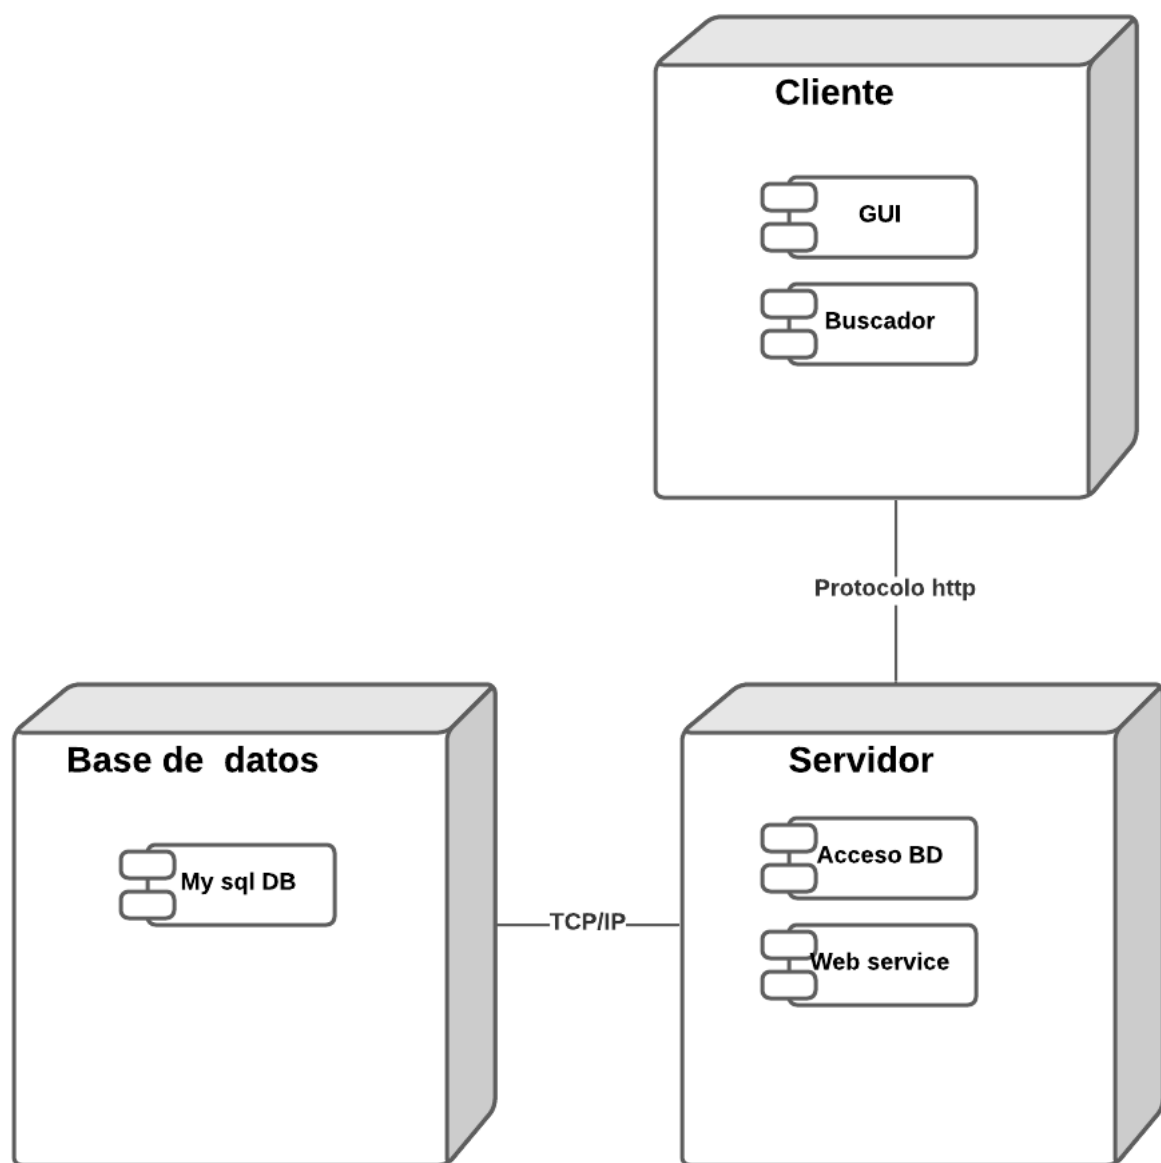 Cliente
GUI
Buscador
Protocolo http
Base de  datos
My sql DB
TCP/IP
Servidor
Acceso BD
Web service